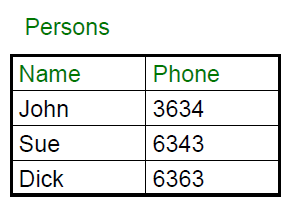 Persons
Name Phone
John 3634
Sue 6343
Dick 6363